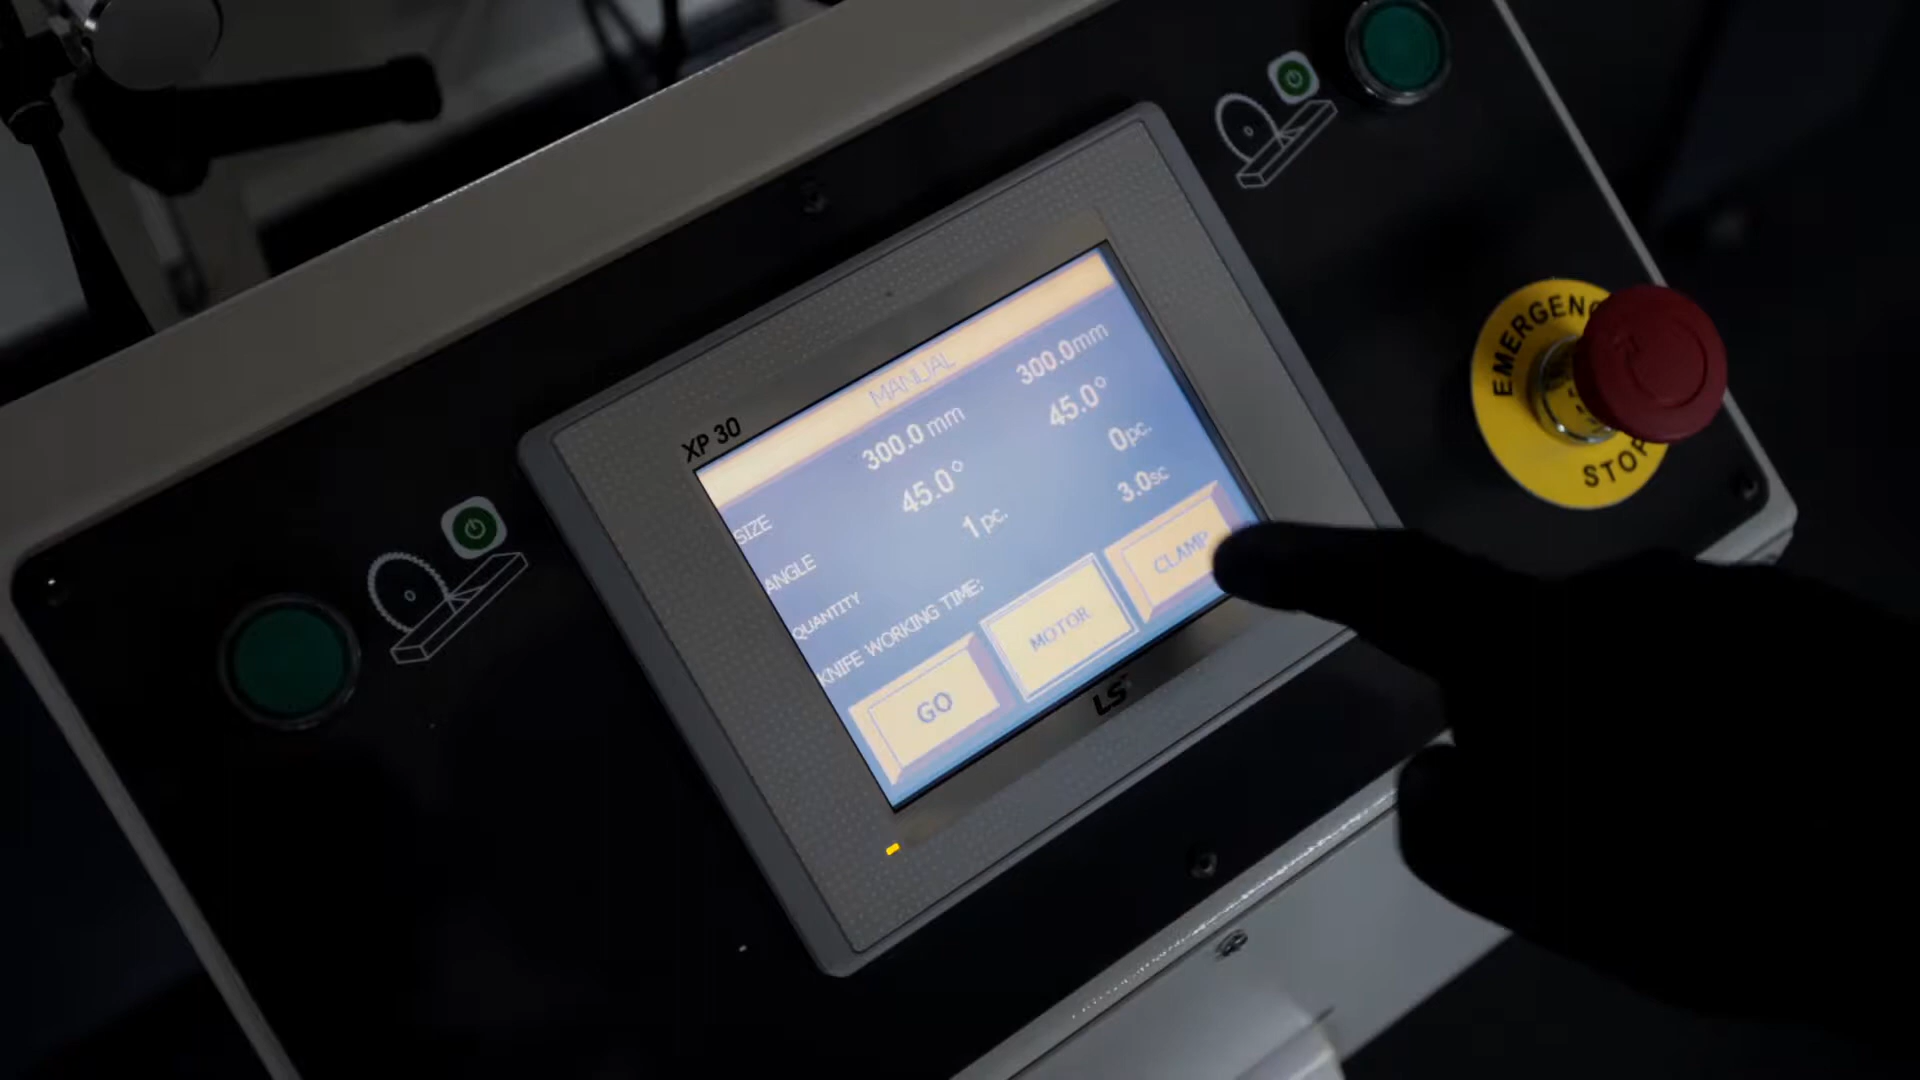 XP 30
MANUAL
SIZE 300.0 mm 300.0mm
ANGLE 45.0° 45.0°
QUANTITY 1 pc. 0pc.
KNIFE WORKING TIME: 3.0sc
GO MOTOR CLAMP
LS
EMERGENC
STOP